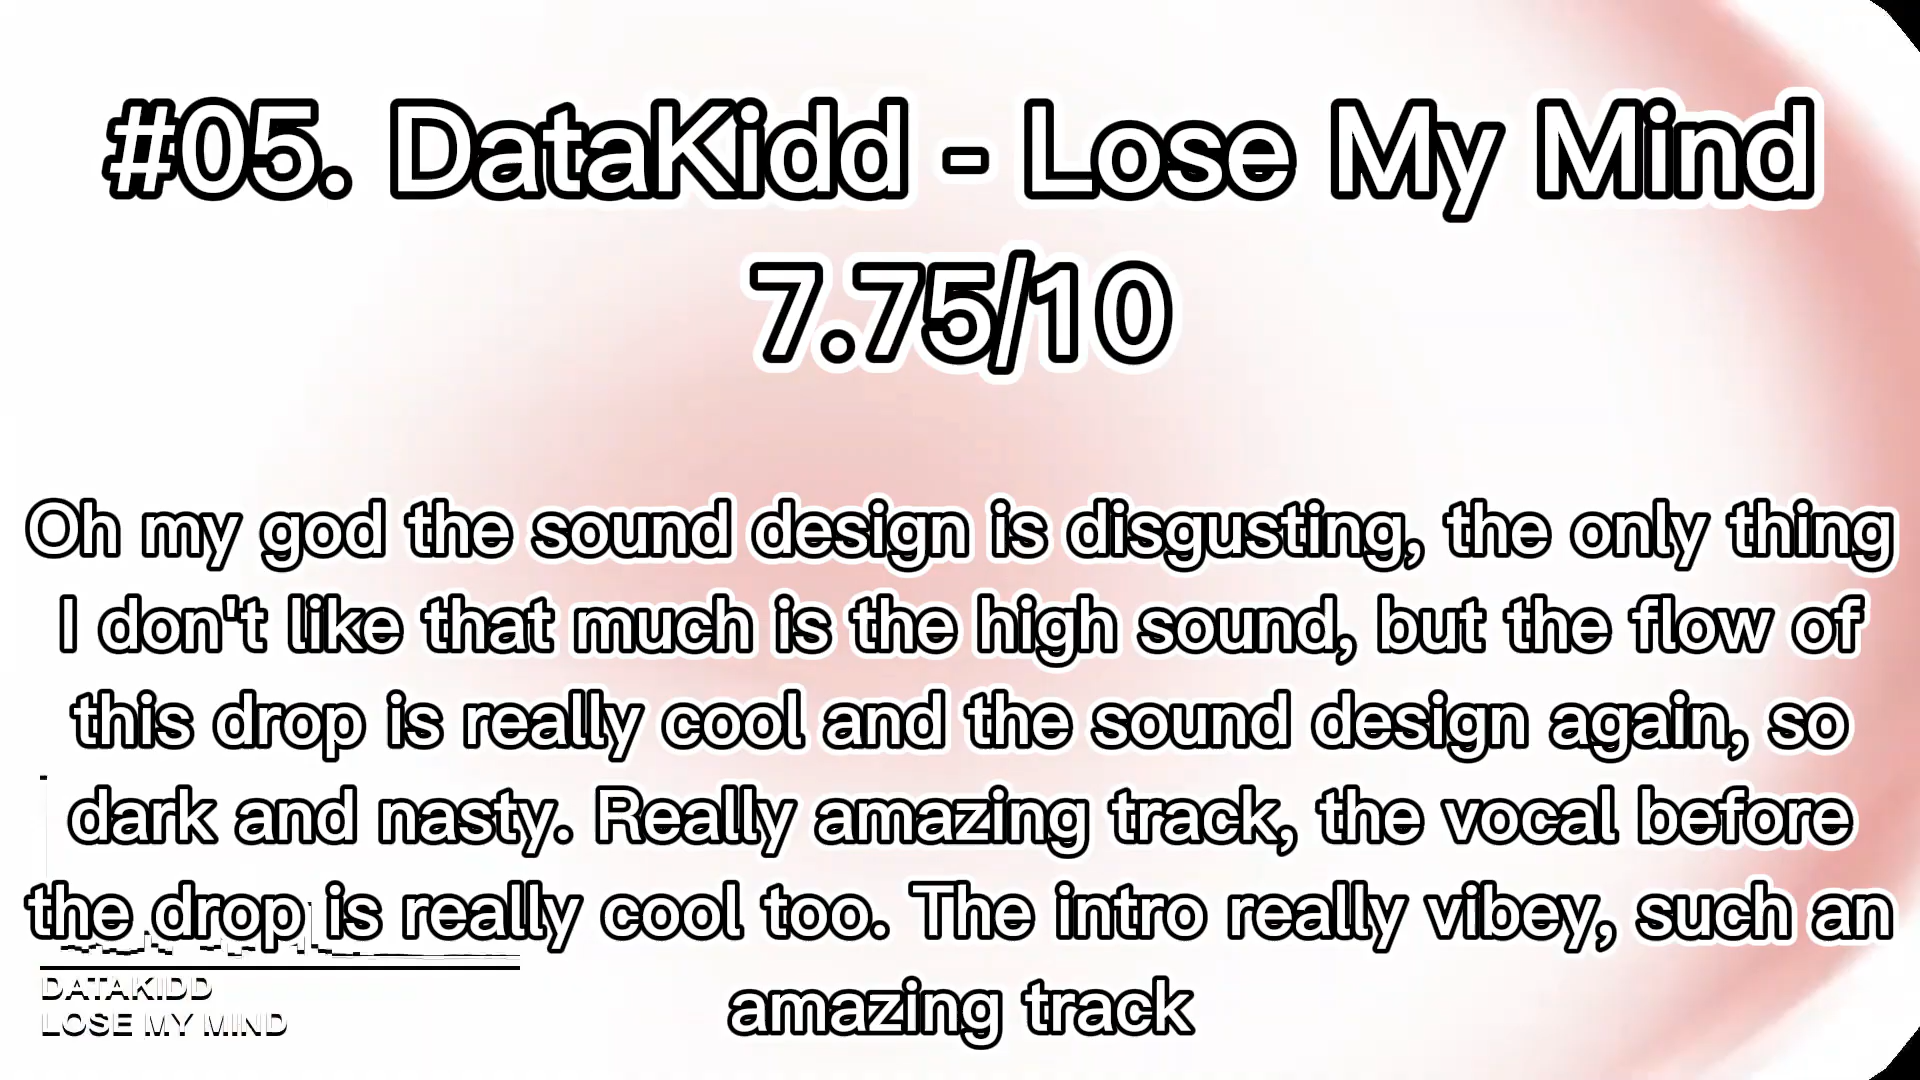 #05. DataKidd - Lose My Mind
7.75/10
Oh my god the sound design is disgusting, the only thing
I don't like that much is the high sound, but the flow of
this drop is really cool and the sound design again, so
dark and nasty. Really amazing track, the vocal before
the drop is really cool too. The intro really vibey, such an
amazing track
DATAKIDD
LOSE MY MIND